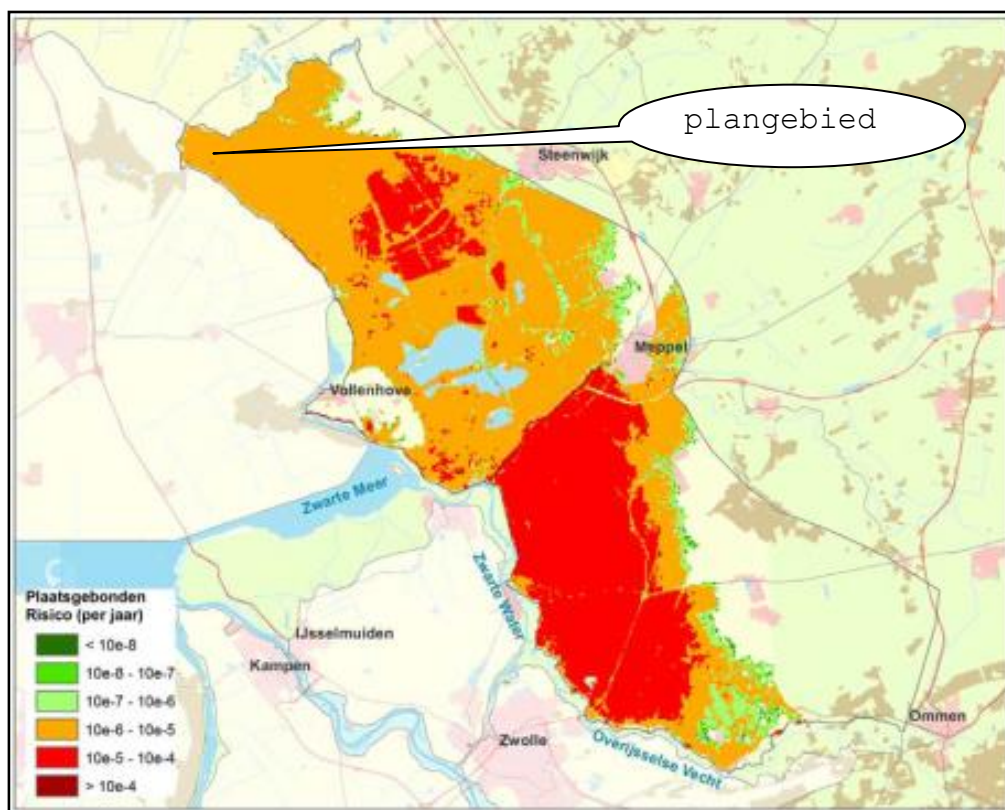 plangebied
Steenwijk
Meppel
Vollenhove
Zwarte Meer
Zwarte Water
IJsselmuiden
Kampen
Zwolle
Overijsselse Vecht
Ommen
Plaatsgebonden
Risico (per jaar)
< 10e-8
10e-8 - 10e-7
10e-7 - 10e-6
10e-6 - 10e-5
10e-5 - 10e-4
> 10e-4